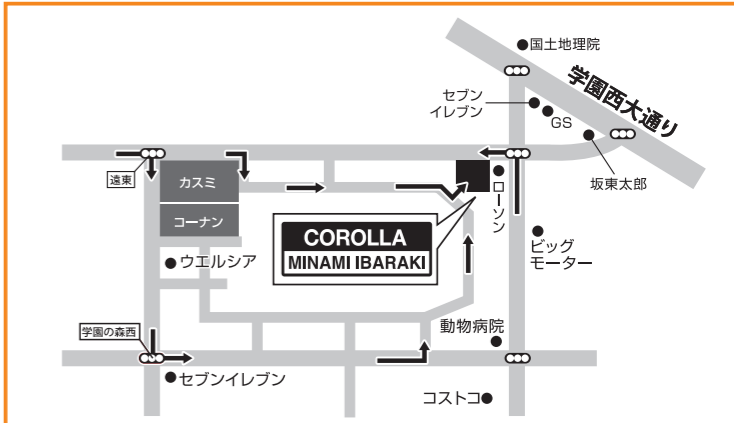 国土地理院
学園西大通り
セブン
イレブン
GS
坂東太郎
遠東
カスミ
ローソン
コーナン
COROLLA
MINAMI IBARAKI
ビッグ
モーター
ウエルシア
学園の森西
動物病院
セブンイレブン
コストコ